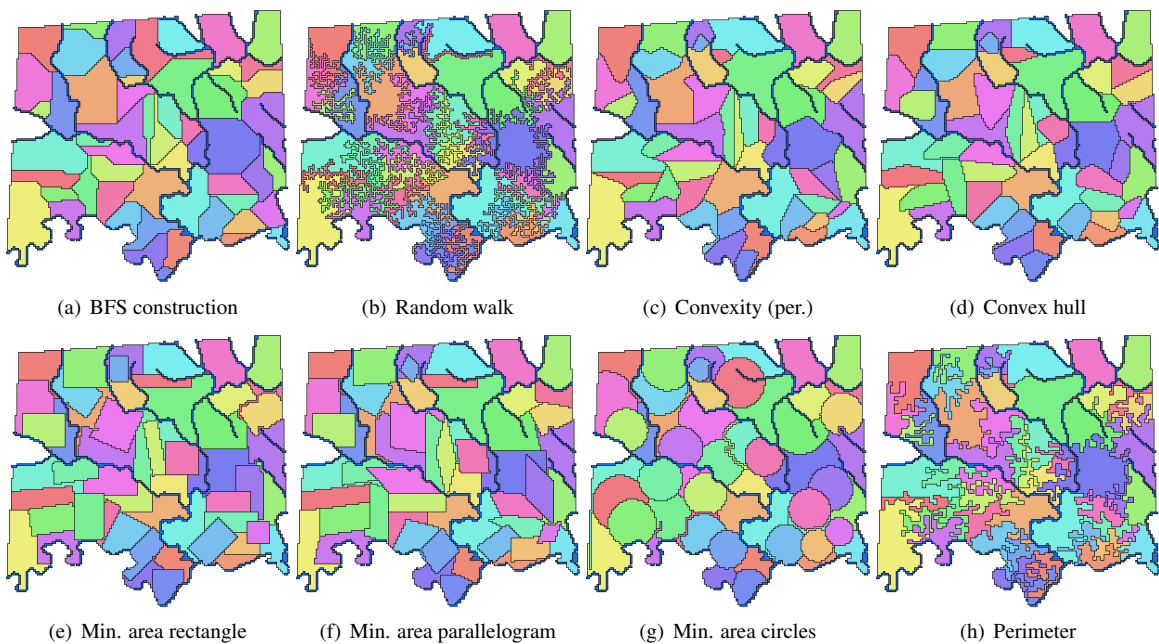 (a) BFS construction
(b) Random walk
(c) Convexity (per.)
(d) Convex hull
(e) Min. area rectangle
(f) Min. area parallelogram
(g) Min. area circles
(h) Perimeter